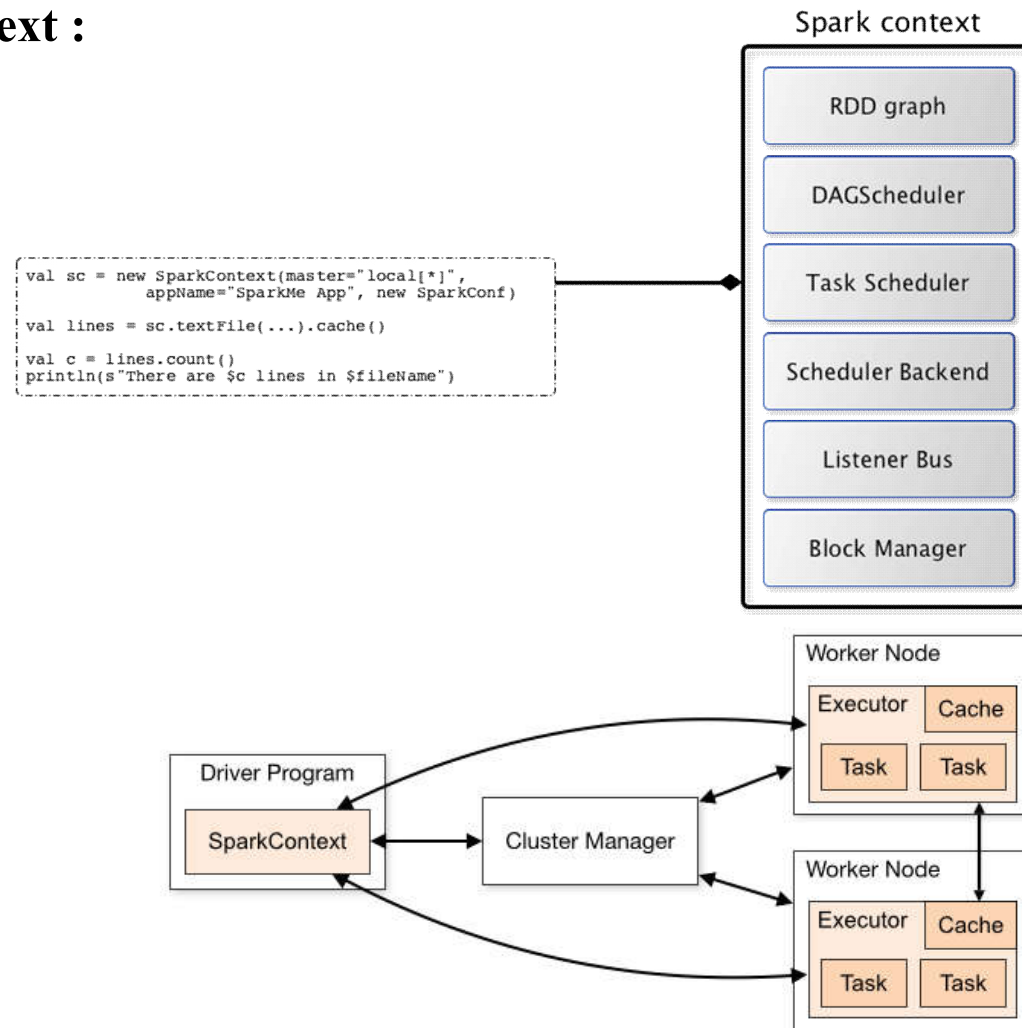 ext :
Spark context
RDD graph
DAGScheduler
Task Scheduler
Scheduler Backend
Listener Bus
Block Manager
val sc = new SparkContext(master="local[*]",
appName="SparkMe App", new SparkConf)
val lines = sc.textFile(...).cache()
val c = lines.count()
println(s"There are $c lines in $fileName")
Driver Program
SparkContext
Cluster Manager
Worker Node
Executor
Cache
Task
Task
Worker Node
Executor
Cache
Task
Task